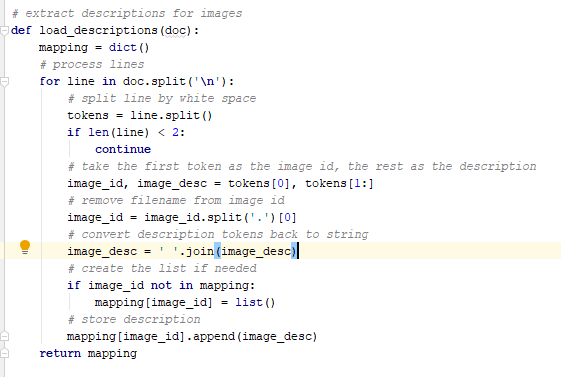 # extract descriptions for images
def load_descriptions(doc):
    mapping = dict()
    # process lines
    for line in doc.split('\n'):
        # split line by white space
        tokens = line.split()
        if len(line) < 2:
            continue
        # take the first token as the image id, the rest as the description
        image_id, image_desc = tokens[0], tokens[1:]
        # remove filename from image id
        image_id = image_id.split('.')[0]
        # convert description tokens back to string
        image_desc = ' '.join(image_desc)
        # create the list if needed
        if image_id not in mapping:
            mapping[image_id] = list()
        # store description
        mapping[image_id].append(image_desc)
    return mapping